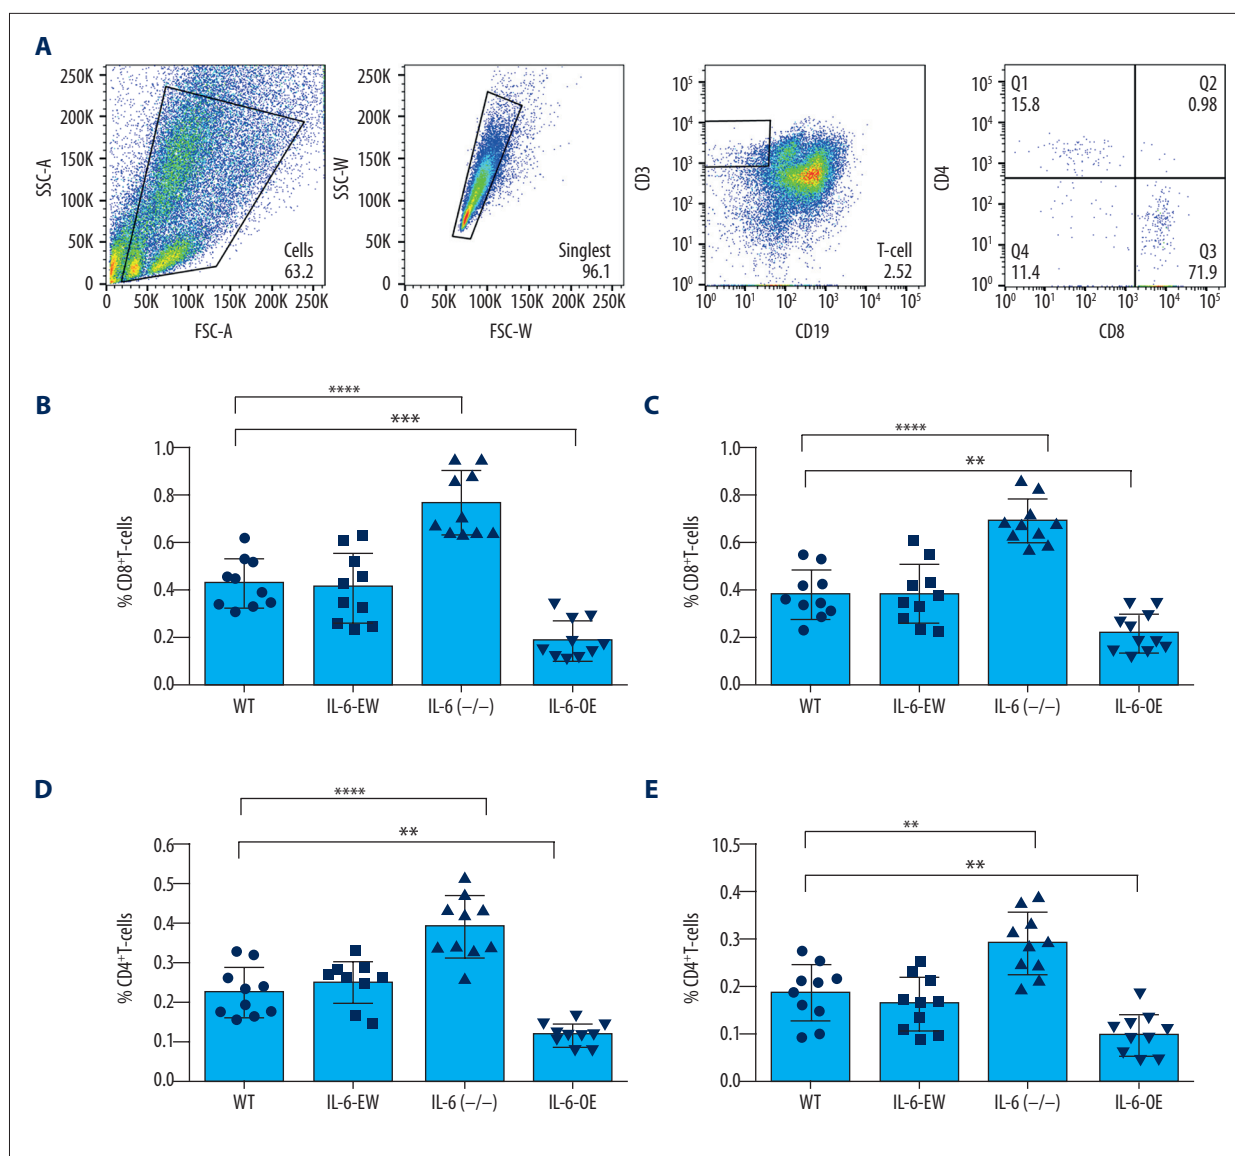 A
250K
200K
150K
100K
50K
0
SSC-A
Cells
63.2
50K 100K 150K 200K 250K
FSC-A
250K
200K
150K
100K
50K
0
SSC-W
Singlest
96.1
0 500K 1000K 150K 200K 250K
FSC-W
10⁵
10⁴
10³
10²
10¹
10⁰
CD3
T-cell
2.52
10⁰ 10¹ 10² 10³ 10⁴ 10⁵
CD19
10⁵
10⁴
10³
10²
10¹
10⁰
CD4
Q1
15.8
Q2
0.98
Q4
11.4
Q3
71.9
10⁰ 10¹ 10² 10³ 10⁴ 10⁵
CD8
B
****
***
1.0
0.8
0.6
0.4
0.2
0.0
% CD8⁺T-cells
WT IL-6-EW IL-6 (−/−) IL-6-OE
C
****
**
1.0
0.8
0.6
0.4
0.2
0.0
% CD8⁺T-cells
WT IL-6-EW IL-6 (−/−) IL-6-OE
D
****
**
0.6
0.5
0.4
0.3
0.2
0.1
0.0
% CD4⁺T-cells
WT IL-6-EW IL-6 (−/−) IL-6-OE
E
**
**
10.5
0.4
0.3
0.2
0.1
0.0
% CD4⁺T-cells
WT IL-6-EW IL-6 (−/−) IL-6-OE